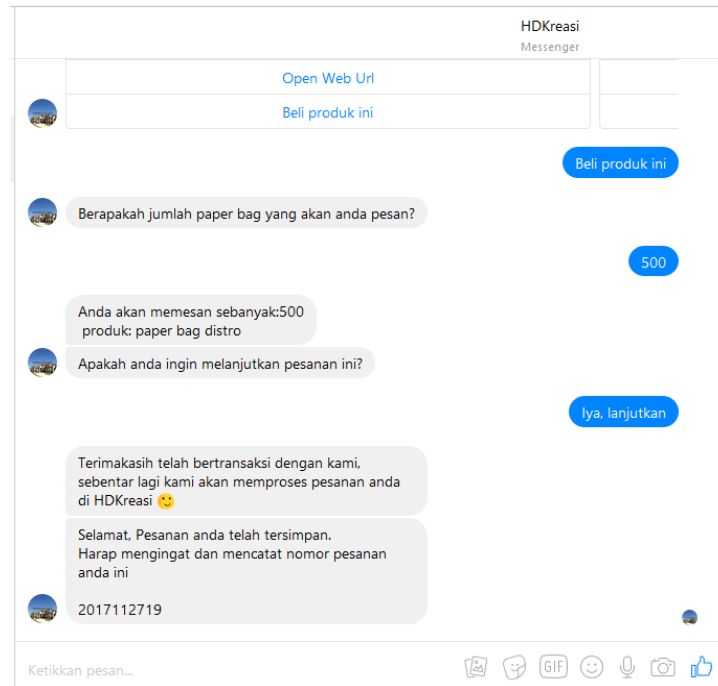 HDKreasi
Messenger
Open Web Url
Beli produk ini
Beli produk ini
Berapakah jumlah paper bag yang akan anda pesan?
500
Anda akan memesan sebanyak:500
produk: paper bag distro
Apakah anda ingin melanjutkan pesanan ini?
Iya, lanjutkan
Terimakasih telah bertransaksi dengan kami,
sebentar lagi kami akan memproses pesanan anda
di HDKreasi 🙂
Selamat, Pesanan anda telah tersimpan.
Harap mengingat dan mencatat nomor pesanan
anda ini
2017112719
Ketikkan pesan...
GIF